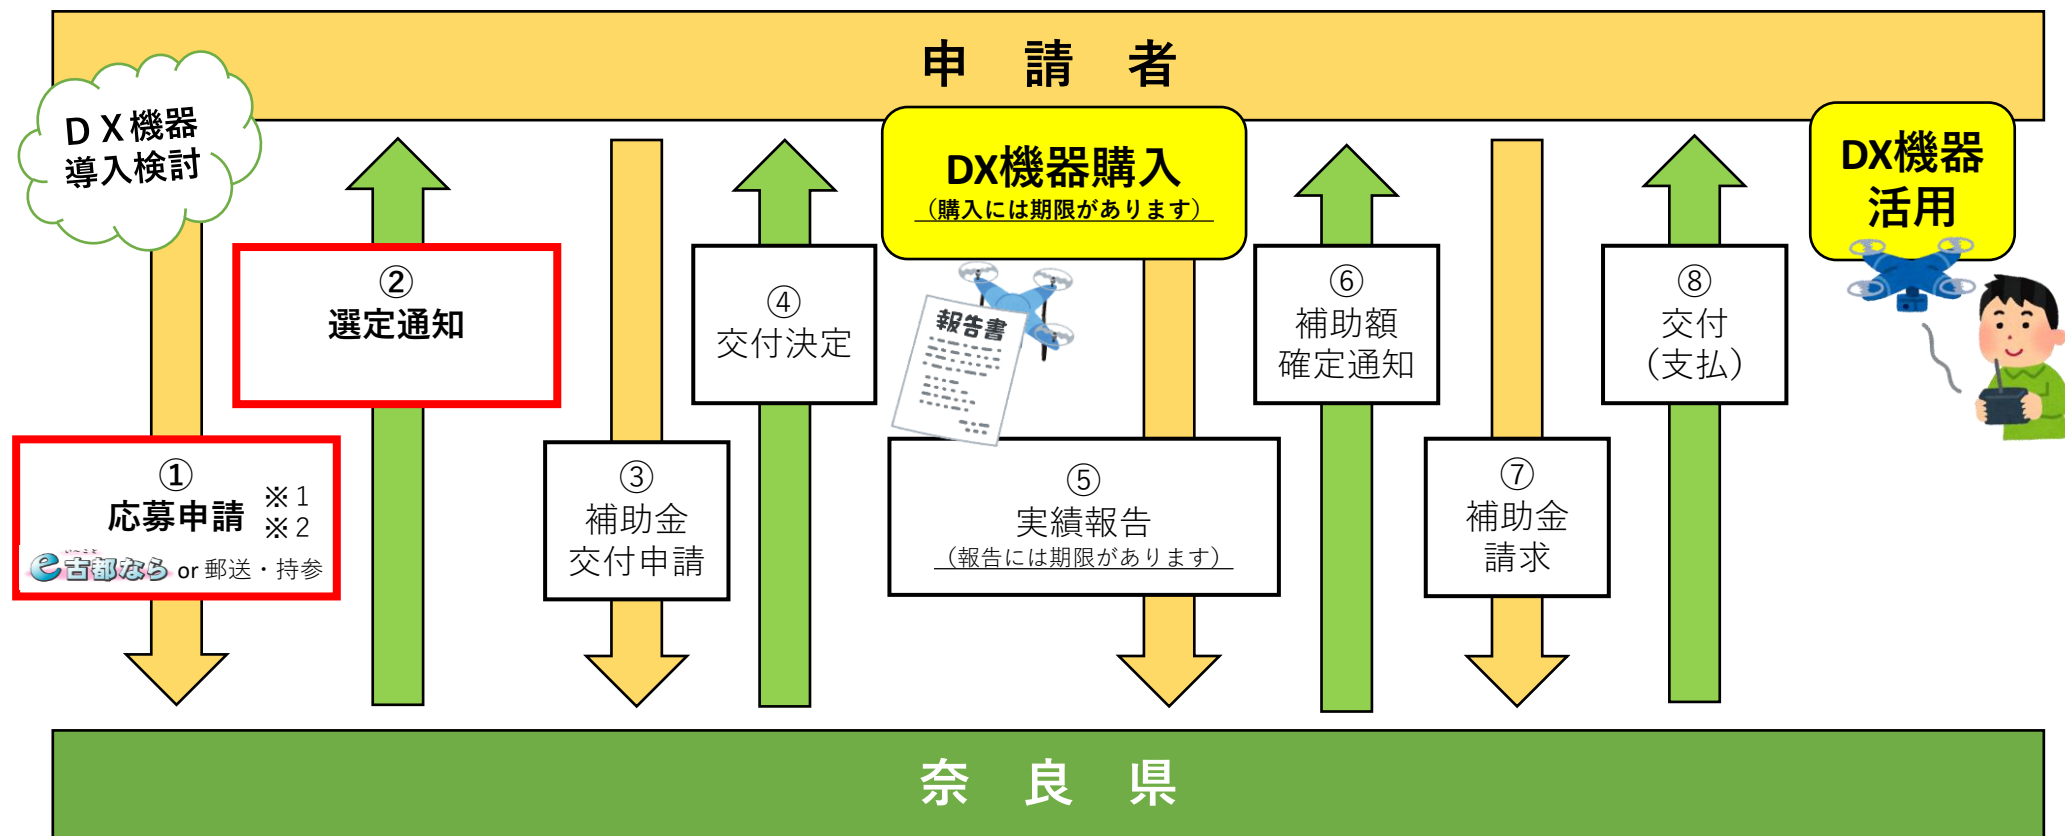 申　請　者
ＤＸ機器
導入検討
DX機器購入
（購入には期限があります）
DX機器
活用
①
応募申請 ※1
※2
いーこと
e古都なら or 郵送・持参
②
選定通知
③
補助金
交付申請
④
交付決定
報告書
⑤
実績報告
（報告には期限があります）
⑥
補助額
確定通知
⑦
補助金
請求
⑧
交付
（支払）
奈　良　県